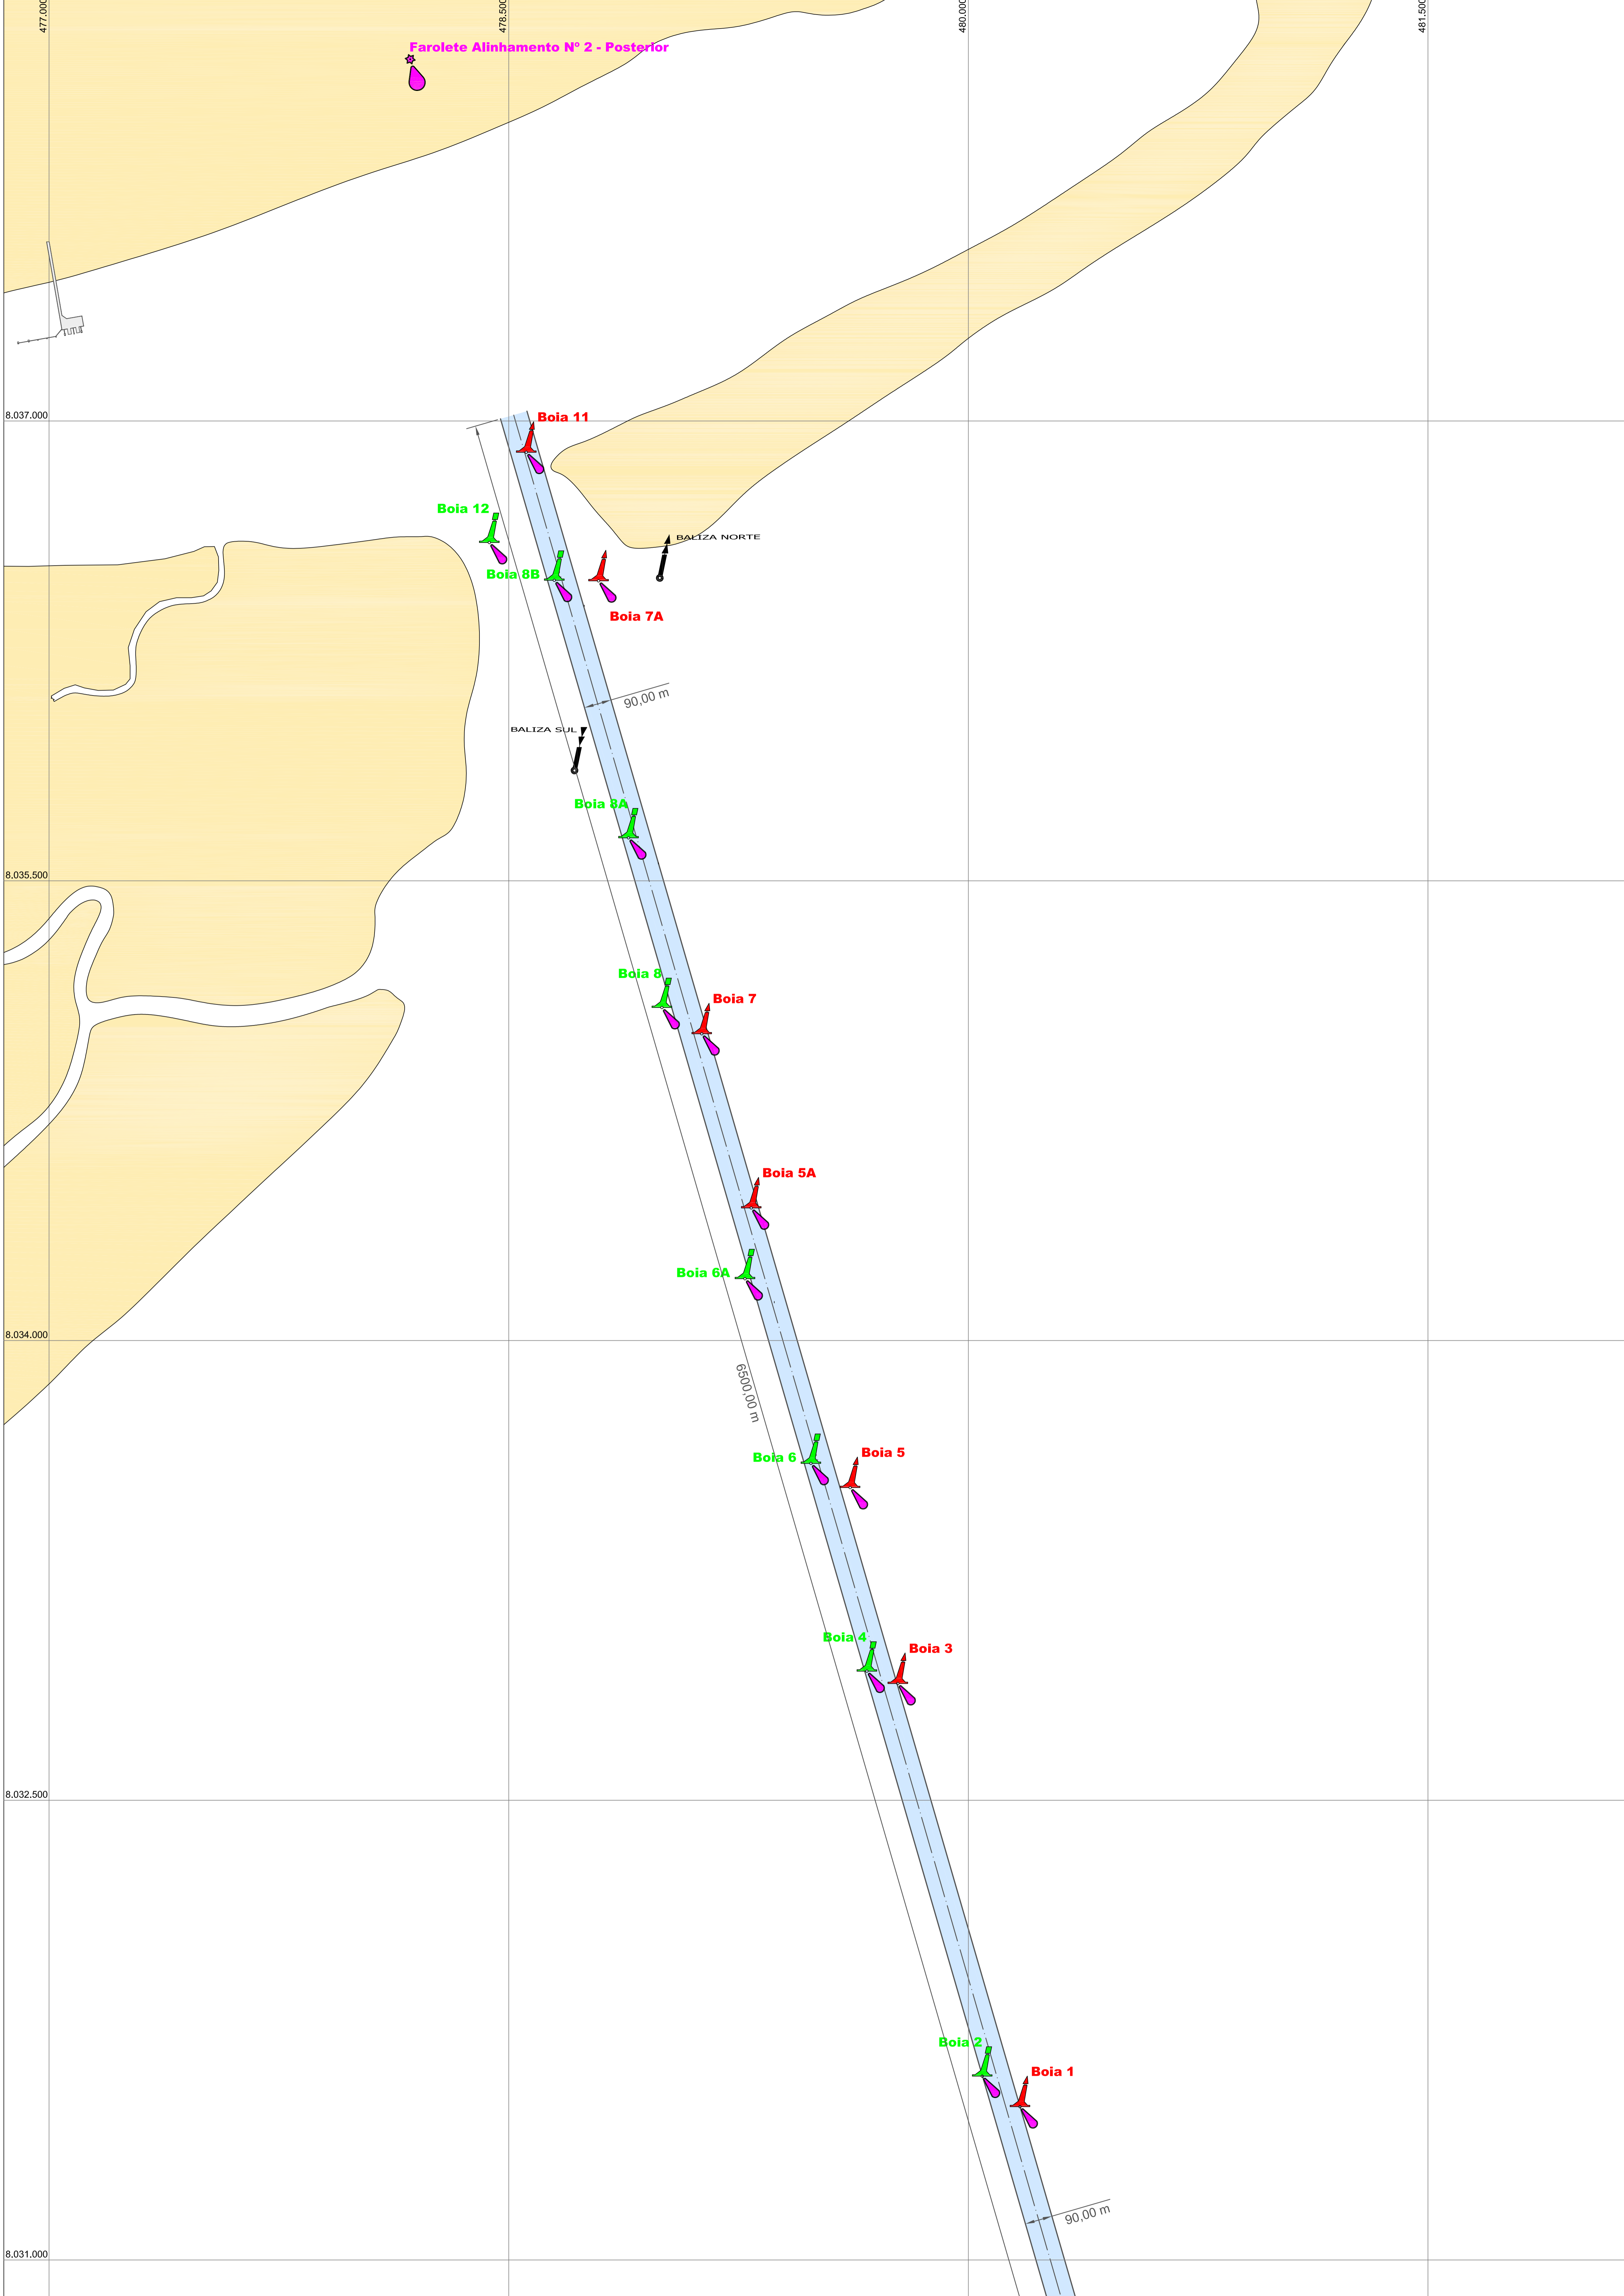 477.000
478.500
480.000
481.500
Farolete Alinhamento Nº 2 - Posterior
8.037.000
Boia 11
Boia 12
BALIZA NORTE
Boia 8B
Boia 7A
90,00 m
BALIZA SUL
Boia 8A
8.035.500
Boia 8
Boia 7
Boia 5A
Boia 6A
8.034.000
6500,00 m
Boia 5
Boia 6
Boia 4
Boia 3
8.032.500
Boia 2
Boia 1
90,00 m
8.031.000